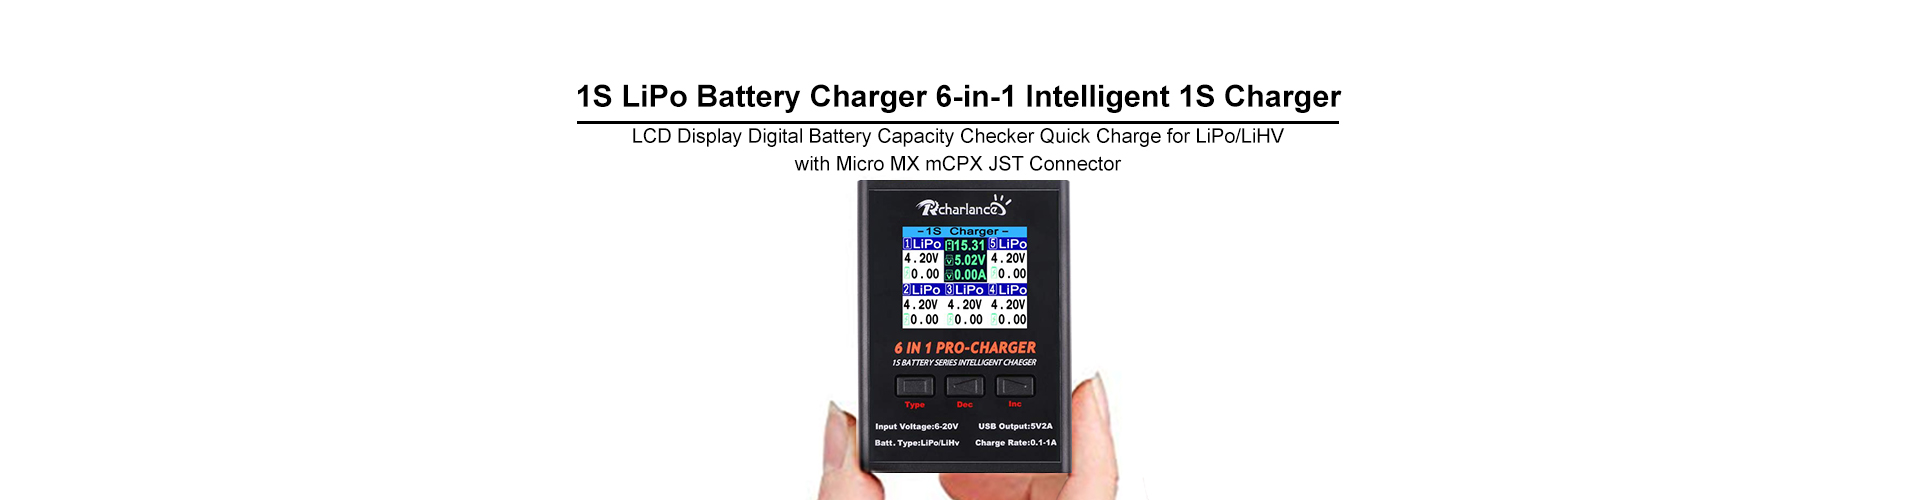 1S LiPo Battery Charger 6-in-1 Intelligent 1S Charger
LCD Display Digital Battery Capacity Checker Quick Charge for LiPo/LiHV
with Micro MX mCPX JST Connector
Rcharlance
-1S Charger-
1 LiPo 15.31 5 LiPo
4.20V 5.02V 4.20V
0.00 0.00A 0.00
2 LiPo 3 LiPo 4 LiPo
4.20V 4.20V 4.20V
0.00 0.00 0.00
6 IN 1 PRO-CHARGER
1S BATTERY SERIES INTELLIGENT CHAEGER
Type Dec Inc
Input Voltage:6-20V USB Output:5V2A
Batt. Type:LiPo/LiHv Charge Rate:0.1-1A